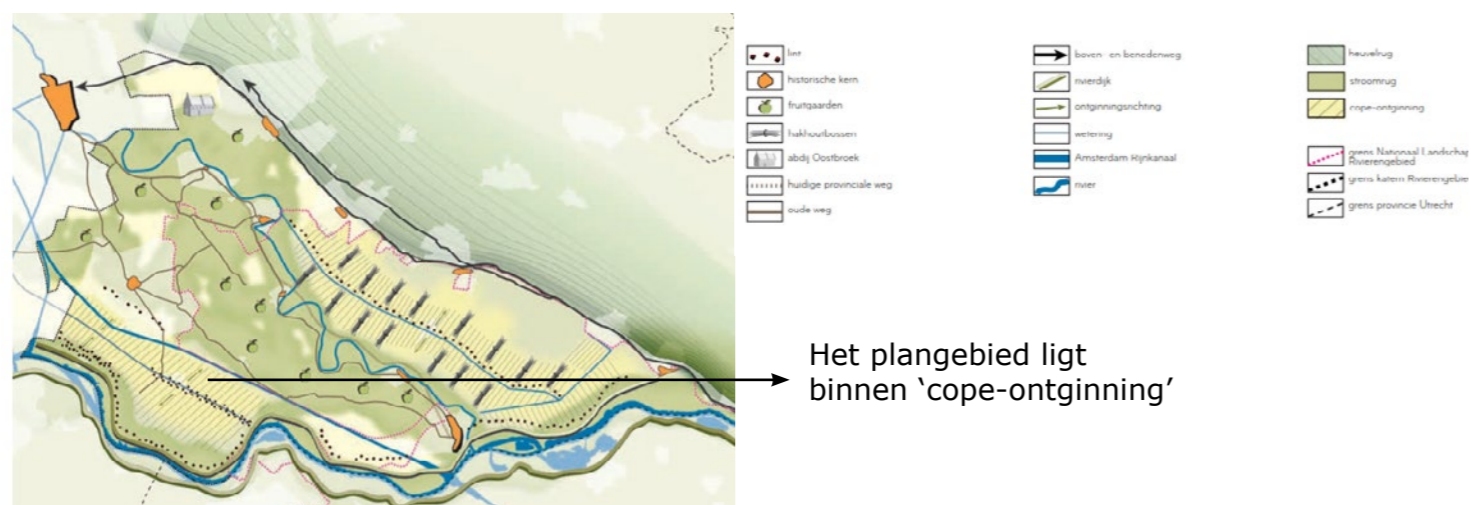 lint
historische kern
fruitgaarden
hakhoutbossen
abdij Oostbroek
huidige provinciale weg
oude weg
boven- en benedenweg
rivierdijk
ontginningsrichting
wetering
Amsterdam Rijnkanaal
rivier
heuvelrug
stroomrug
cope-ontginning
grens Nationaal Landschap
Rivierengebied
grens katern Rivierengebie
grens provincie Utrecht
Het plangebied ligt
binnen ‘cope-ontginning’